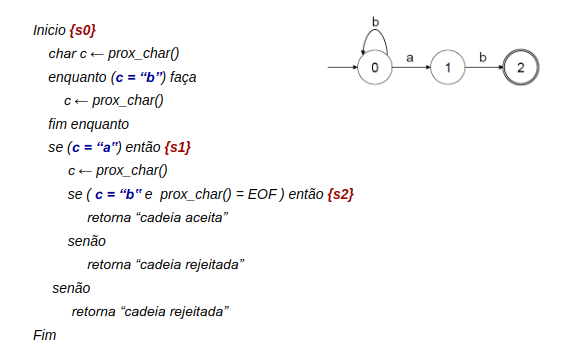 Inicio {s0}
char c ← prox_char()
enquanto (c = “b”) faça
c ← prox_char()
fim enquanto
se (c = “a”) então {s1}
c ← prox_char()
se ( c = “b” e prox_char() = EOF ) então {s2}
retorna “cadeia aceita”
senão
retorna “cadeia rejeitada”
senão
retorna “cadeia rejeitada”
Fim
b
0 a 1 b 2